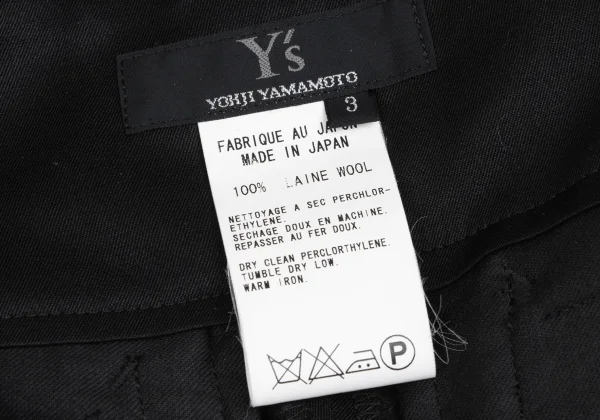 Y's
YOHJI YAMAMOTO
3
FABRIQUE AU JAPON
MADE IN JAPAN
100% LAINE WOOL
NETTOYAGE A SEC PERCHLOR-
ETHYLENE.
SECHAGE DOUX EN MACHINE.
REPASSER AU FER DOUX.
DRY CLEAN PERCLORTHYLENE.
TUMBLE DRY LOW.
WARM IRON.
P